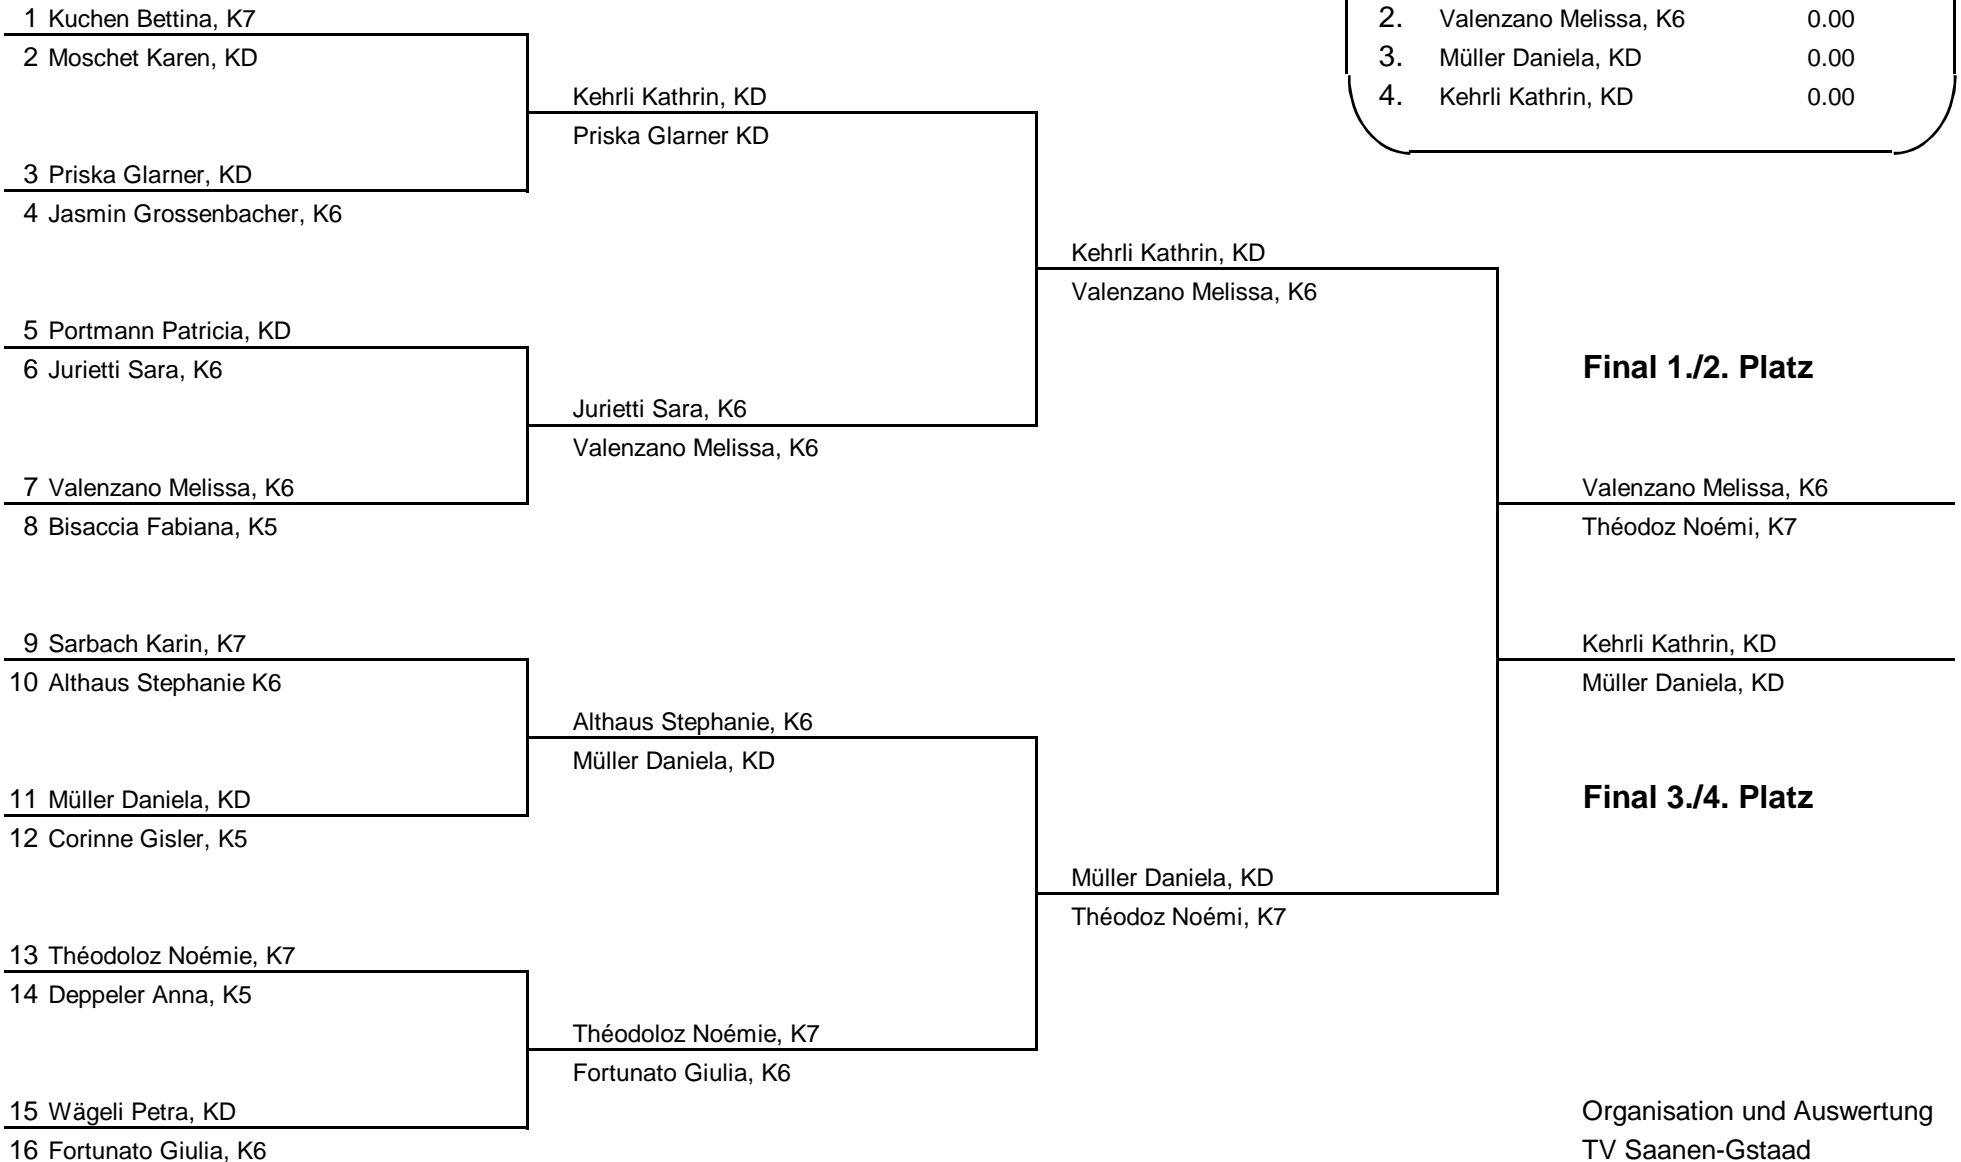 1 Kuchen Bettina, K7
2 Moschet Karen, KD
3 Priska Glarner, KD
4 Jasmin Grossenbacher, K6
5 Portmann Patricia, KD
6 Jurietti Sara, K6
7 Valenzano Melissa, K6
8 Bisaccia Fabiana, K5
9 Sarbach Karin, K7
10 Althaus Stephanie K6
11 Müller Daniela, KD
12 Corinne Gisler, K5
13 Théodoloz Noémie, K7
14 Deppeler Anna, K5
15 Wägeli Petra, KD
16 Fortunato Giulia, K6
Kehrli Kathrin, KD
Priska Glarner KD
Jurietti Sara, K6
Valenzano Melissa, K6
Althaus Stephanie, K6
Müller Daniela, KD
Théodoloz Noémie, K7
Fortunato Giulia, K6
Kehrli Kathrin, KD
Valenzano Melissa, K6
Müller Daniela, KD
Théodoz Noémi, K7
2. Valenzano Melissa, K6 0.00
3. Müller Daniela, KD 0.00
4. Kehrli Kathrin, KD 0.00
Final 1./2. Platz
Valenzano Melissa, K6
Théodoz Noémi, K7
Kehrli Kathrin, KD
Müller Daniela, KD
Final 3./4. Platz
Organisation und Auswertung
TV Saanen-Gstaad